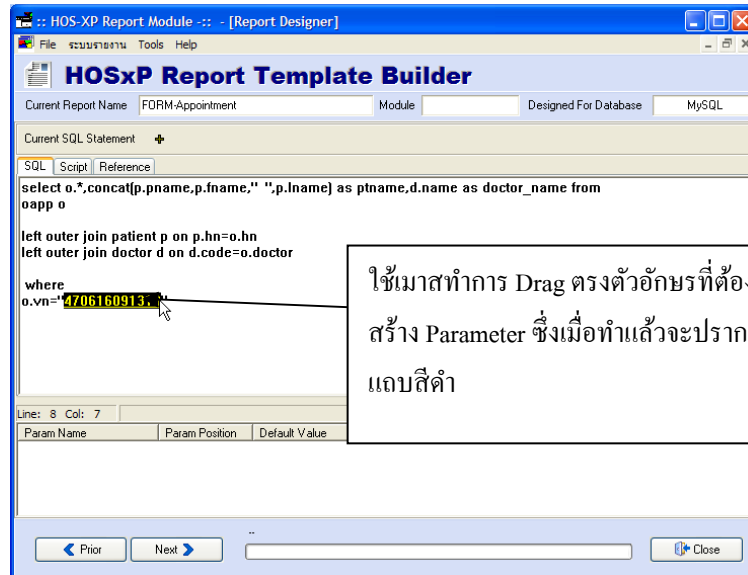 :: HOS-XP Report Module -:: - [Report Designer]
File ระบบรายงาน Tools Help
HOSxP Report Template Builder
Current Report Name FORM-Appointment Module Designed For Database MySQL
Current SQL Statement
SQL Script Reference
select o.*,concat(p.pname,p.fname," ",p.lname) as ptname,d.name as doctor_name from
oapp o
left outer join patient p on p.hn=o.hn
left outer join doctor d on d.code=o.doctor
where
o.vn="4706160913
ใช้เมาสทำการ Drag ตรงตัวอักษรที่ต้อง
สร้าง Parameter ซึ่งเมื่อทำแล้วจะปราก
แถบสีดำ
Line: 8 Col: 7
Param Name Param Position Default Value
..
Prior Next Close